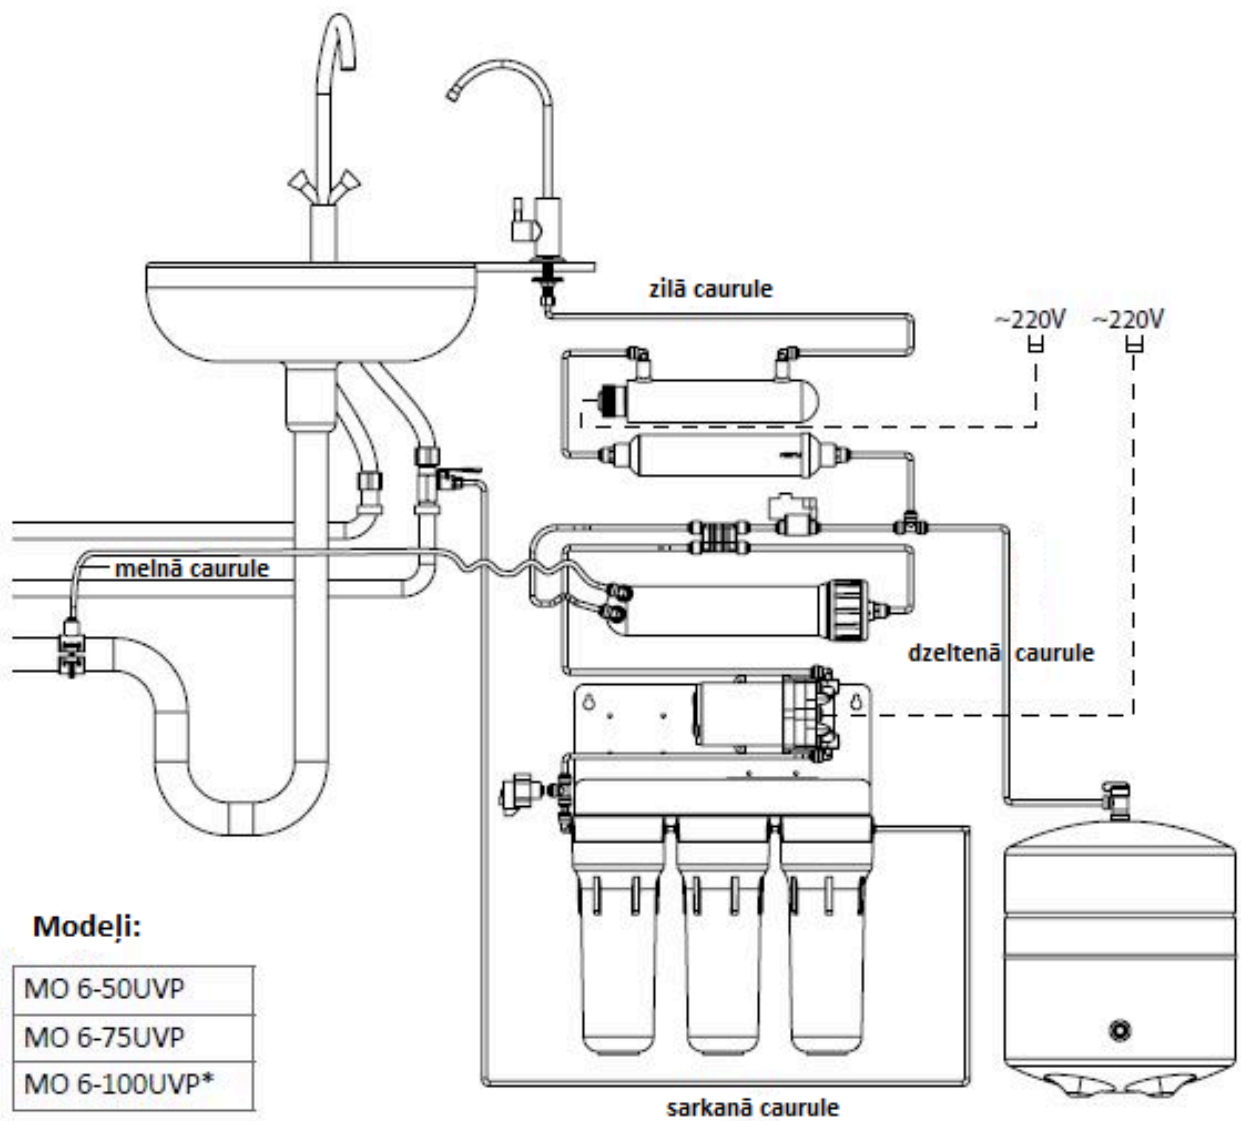 zilā caurule
~220V ~220V
melnā caurule
dzeltenā caurule
Modeļi:
MO 6-50UVP
MO 6-75UVP
MO 6-100UVP*
sarkanā caurule